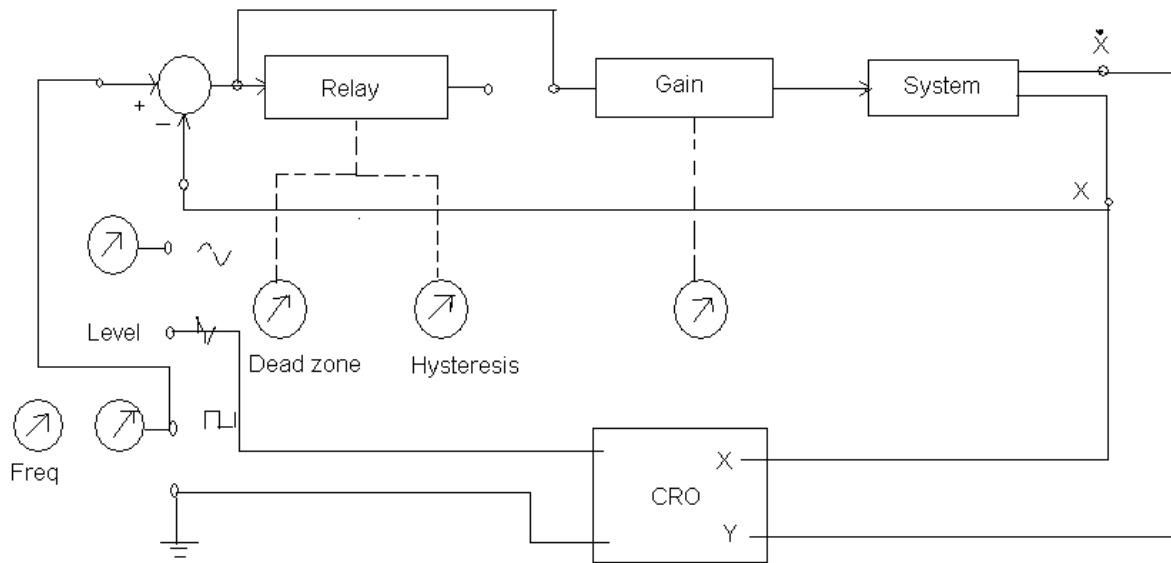 Ẋ
Relay
Gain
System
+
−
X
Level
Dead zone
Hysteresis
Freq
X
CRO
Y